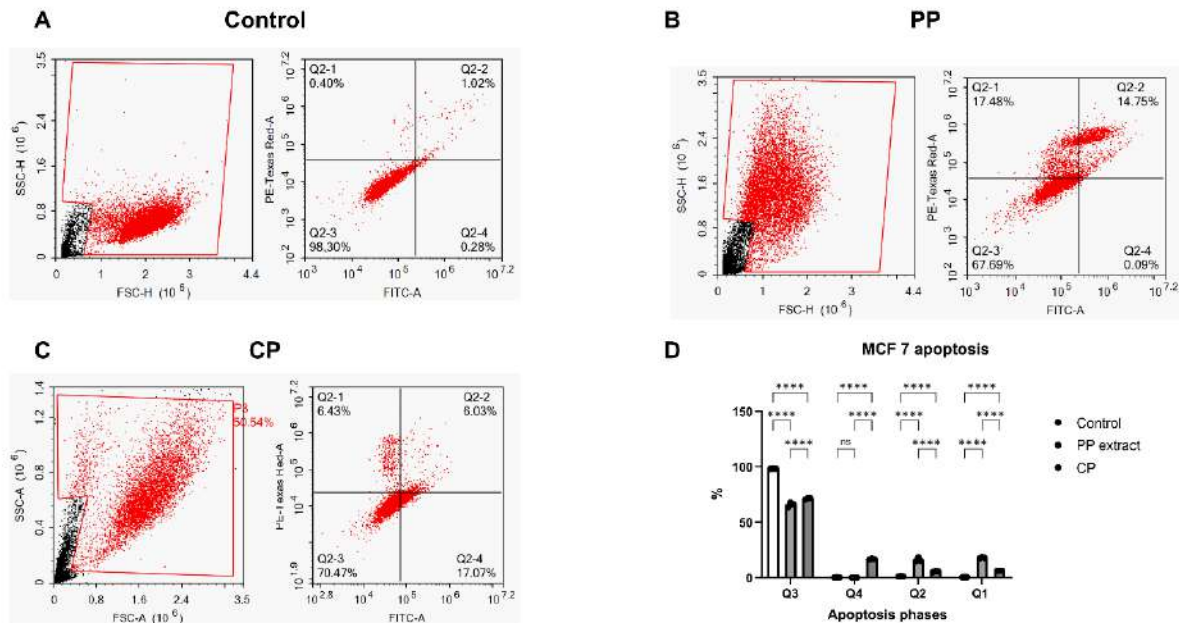 A
Control
3.5
2.4
1.6
0.8
0
SSC-H (10 6)
0 1 2 3 4.4
FSC-H (10 6)
10 7.2
10 6
10 5
10 4
10 3
10 2
PE-Texas Red-A
Q2-1
0.40%
Q2-2
1.02%
Q2-3
98.30%
Q2-4
0.28%
10 3 10 4 10 5 10 6 10 7.2
FITC-A
B
PP
3.5
2.4
1.6
0.8
0
SSC-H (10 6)
0 1 2 3 4.4
FSC-H (10 6)
10 7.2
10 6
10 5
10 4
10 3
10 2
PE-Texas Red-A
Q2-1
17.48%
Q2-2
14.75%
Q2-3
67.69%
Q2-4
0.09%
10 3 10 4 10 5 10 6 10 7.2
FITC-A
C
CP
1.4
1.2
0.8
0.4
0
SSC-A (10 6)
P3
50.54%
0 0.8 1.6 2.4 3.5
FSC-A (10 6)
10 7.2
10 6
10 5
10 4
10 3
10 1.9
PE-Texas Red-A
Q2-1
6.43%
Q2-2
6.03%
Q2-3
70.47%
Q2-4
17.07%
10 2.8 10 4 10 5 10 6 10 7.2
FITC-A
D
MCF 7 apoptosis
**** **** **** ****
**** **** **** ****
**** ns **** ****
150
100
50
0
%
Q3 Q4 Q2 Q1
Apoptosis phases
Control
PP extract
CP